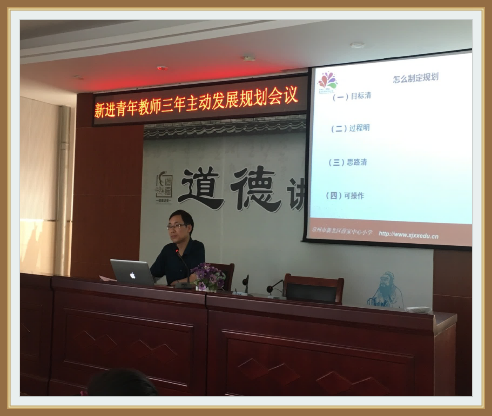 新进青年教师三年主动发展规划会议
怎么制定规划
（一）目标清
（二）过程明
（三）思路清
（四）可操作
http://www.xjxsedu.cn
道德讲